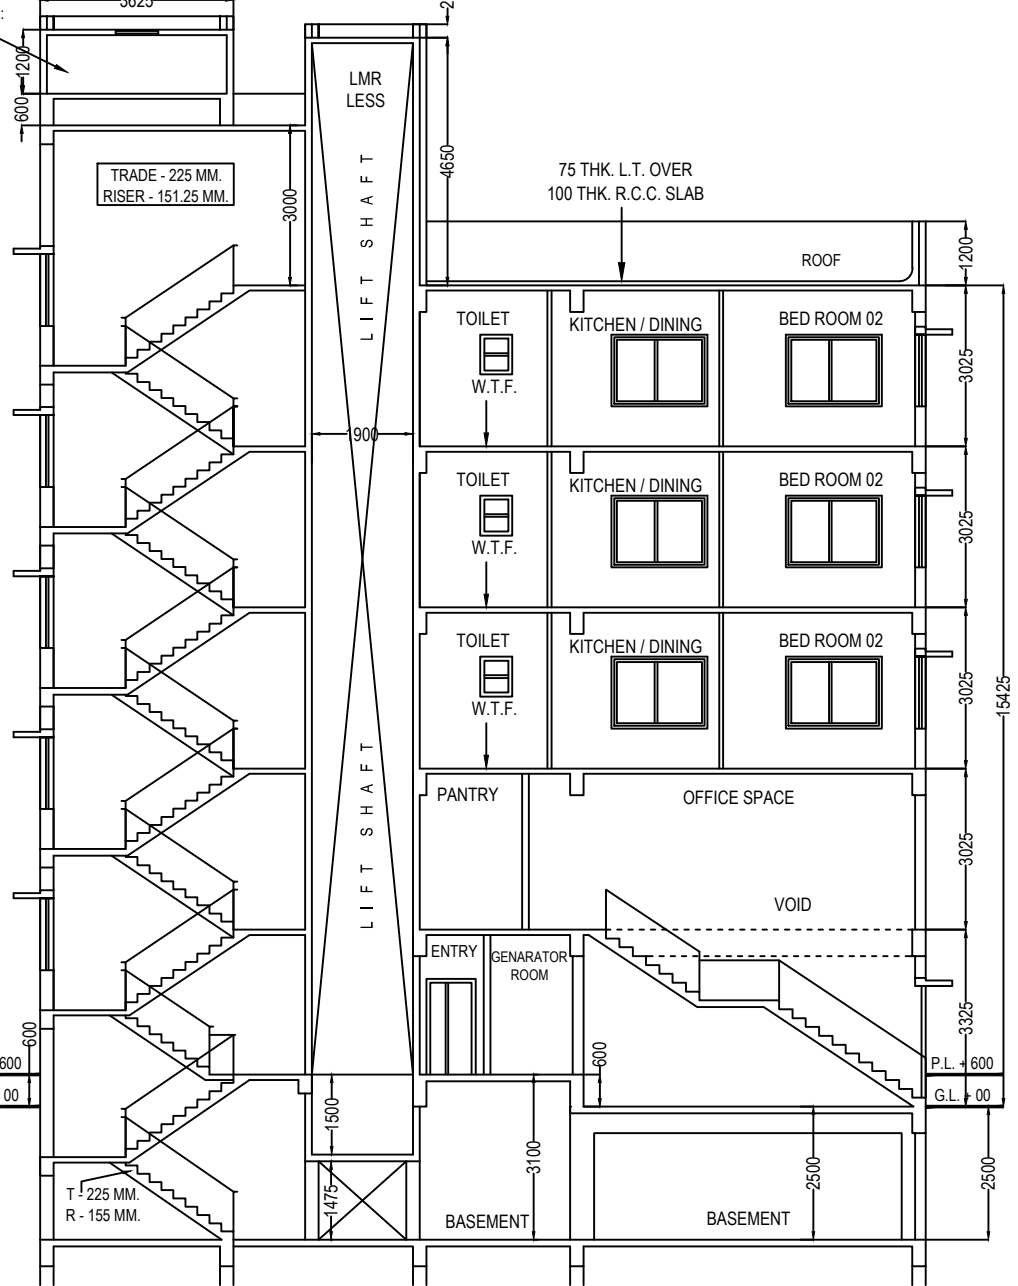 3625
2
1200
600
LMR
LESS
LIFT SHAFT
4650
TRADE - 225 MM.
RISER - 151.25 MM.
3000
75 THK. L.T. OVER
100 THK. R.C.C. SLAB
ROOF
1200
TOILET
KITCHEN / DINING
BED ROOM 02
W.T.F.
3025
1900
TOILET
KITCHEN / DINING
BED ROOM 02
W.T.F.
3025
TOILET
KITCHEN / DINING
BED ROOM 02
W.T.F.
3025
15425
LIFT SHAFT
PANTRY
OFFICE SPACE
3025
VOID
ENTRY
GENARATOR
ROOM
3325
600
600
00
600
P.L. + 600
G.L. + 00
1500
3100
2500
2500
1475
T - 225 MM.
R - 155 MM.
BASEMENT
BASEMENT